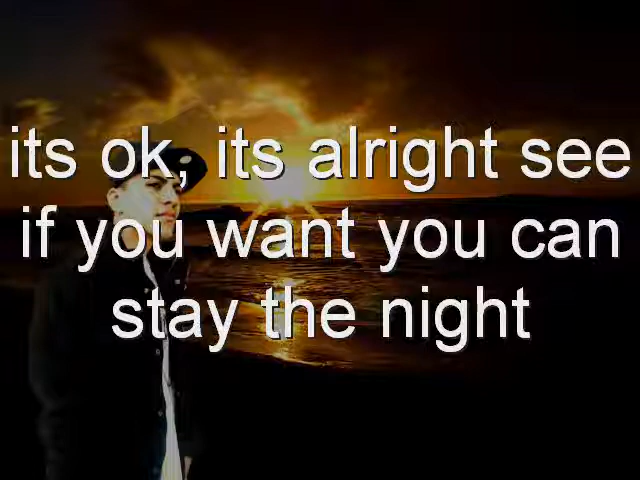 its ok, its alright see
if you want you can
stay the night